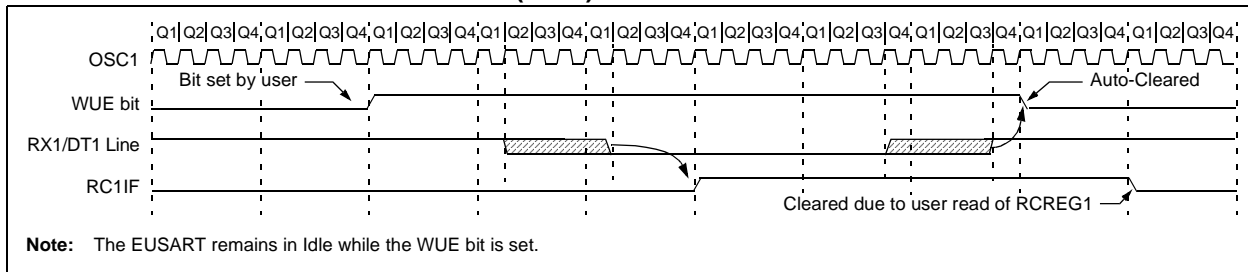 Q1 Q2 Q3 Q4 Q1 Q2 Q3 Q4 Q1 Q2 Q3 Q4 Q1 Q2 Q3 Q4 Q1 Q2 Q3 Q4 Q1 Q2 Q3 Q4 Q1 Q2 Q3 Q4 Q1 Q2 Q3 Q4 Q1 Q2 Q3 Q4 Q1 Q2 Q3 Q4
OSC1
Bit set by user
Auto-Cleared
WUE bit
RX1/DT1 Line
RC1IF
Cleared due to user read of RCREG1
Note: The EUSART remains in Idle while the WUE bit is set.